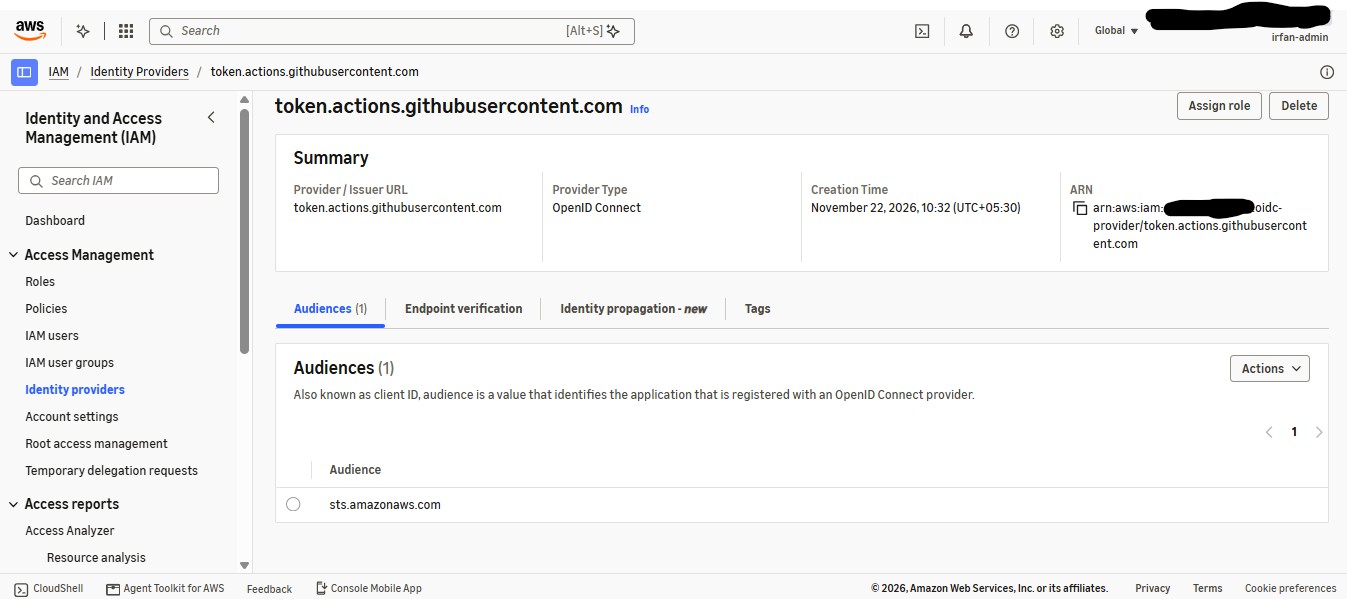 aws
Search [Alt+S]
Global
irfan-admin
IAM / Identity Providers / token.actions.githubusercontent.com
Identity and Access
Management (IAM)
Search IAM
Dashboard
Access Management
Roles
Policies
IAM users
IAM user groups
Identity providers
Account settings
Root access management
Temporary delegation requests
Access reports
Access Analyzer
Resource analysis
token.actions.githubusercontent.com Info
Assign role Delete
Summary
Provider / Issuer URL
token.actions.githubusercontent.com
Provider Type
OpenID Connect
Creation Time
November 22, 2026, 10:32 (UTC+05:30)
ARN
arn:aws:iam: oidc-
provider/token.actions.githubusercont
ent.com
Audiences (1) Endpoint verification Identity propagation - new Tags
Audiences (1)
Actions
Also known as client ID, audience is a value that identifies the application that is registered with an OpenID Connect provider.
1
Audience
sts.amazonaws.com
CloudShell Agent Toolkit for AWS Feedback Console Mobile App © 2026, Amazon Web Services, Inc. or its affiliates. Privacy Terms Cookie preferences